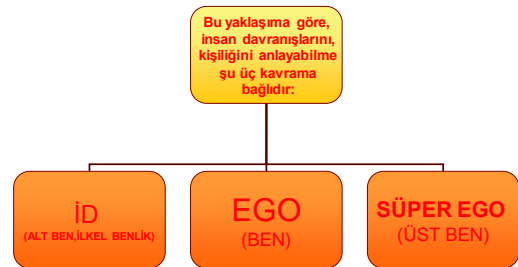 Bu yaklaşıma göre,
insan davranışlarını,
kişiliğini anlayabilme
şu üç kavrama
bağlıdır:
İD
(ALT BEN,İLKEL BENLİK)
EGO
(BEN)
SÜPER EGO
(ÜST BEN)